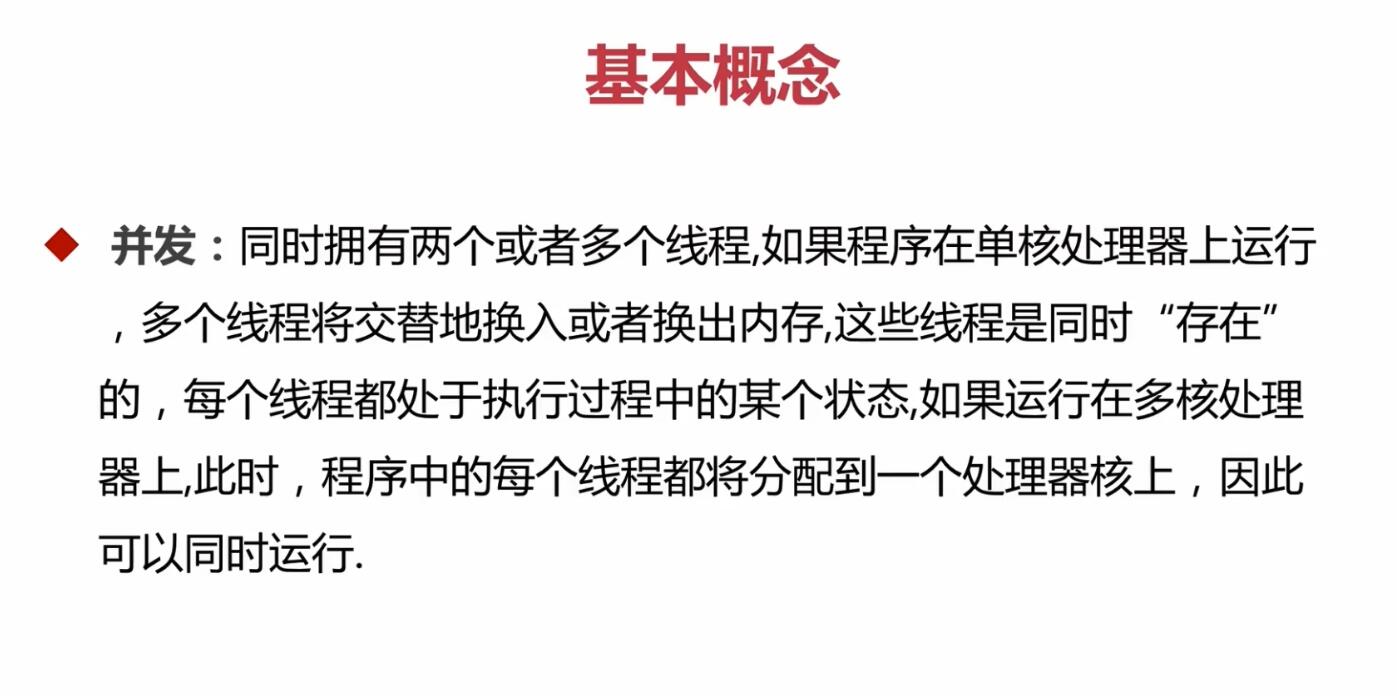 基本概念
并发：同时拥有两个或者多个线程,如果程序在单核处理器上运行
，多个线程将交替地换入或者换出内存,这些线程是同时“存在”
的，每个线程都处于执行过程中的某个状态,如果运行在多核处理
器上,此时，程序中的每个线程都将分配到一个处理器核上，因此
可以同时运行.